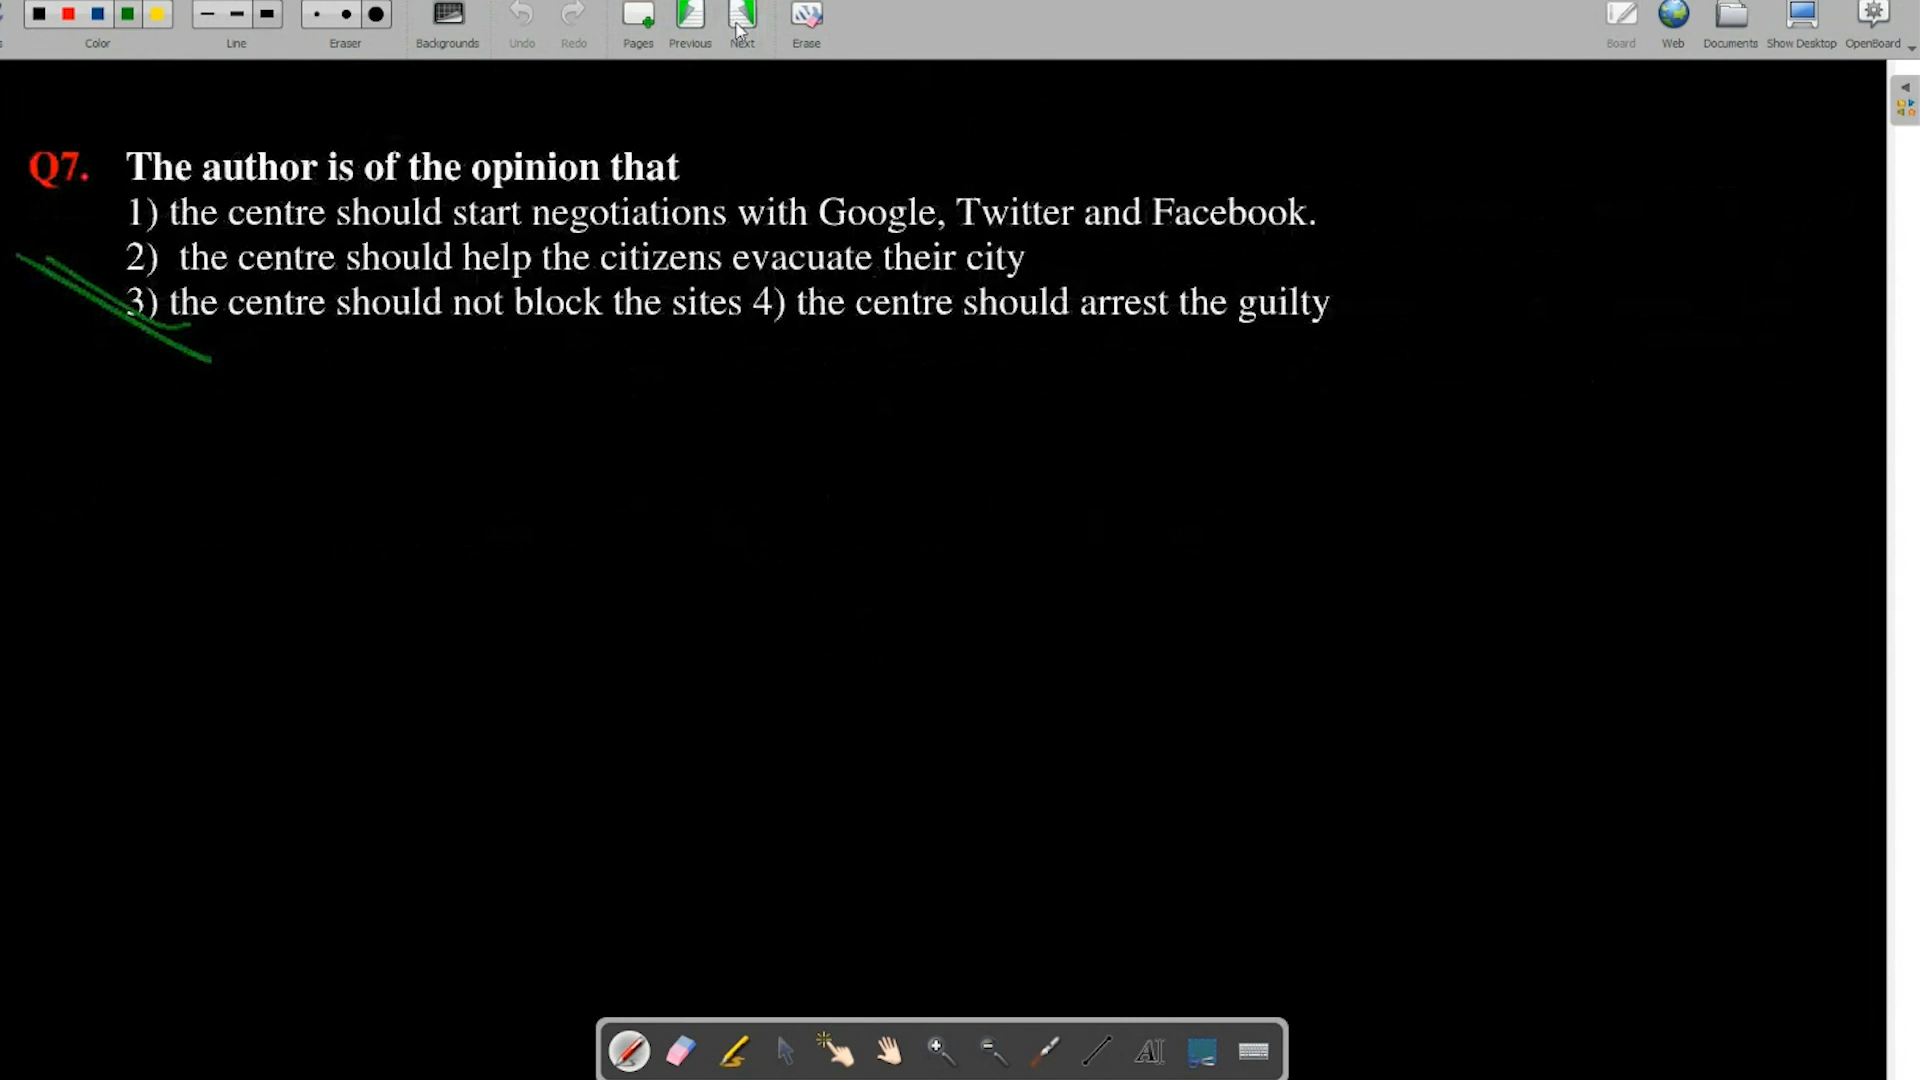 Color Line Eraser Backgrounds Undo Redo Pages Previous Next Erase Board Web Documents Show Desktop OpenBoard
Q7. The author is of the opinion that
1) the centre should start negotiations with Google, Twitter and Facebook.
2) the centre should help the citizens evacuate their city
3) the centre should not block the sites 4) the centre should arrest the guilty
AI